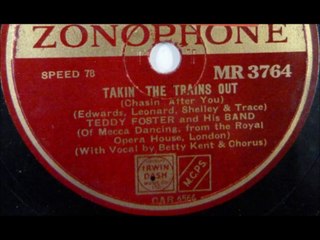 ZONOPHONE
SPEED 78
MR 3764
TAKIN' THE TRAINS OUT
(Chasin' After You)
(Edwards, Leonard, Shelley & Trace)
TEDDY FOSTER and His BAND
(Of Mecca Dancing, from the Royal
Opera House, London)
(With Vocal by Betty Kent & Chorus)
IRWIN
DASH
M.C.P.S.